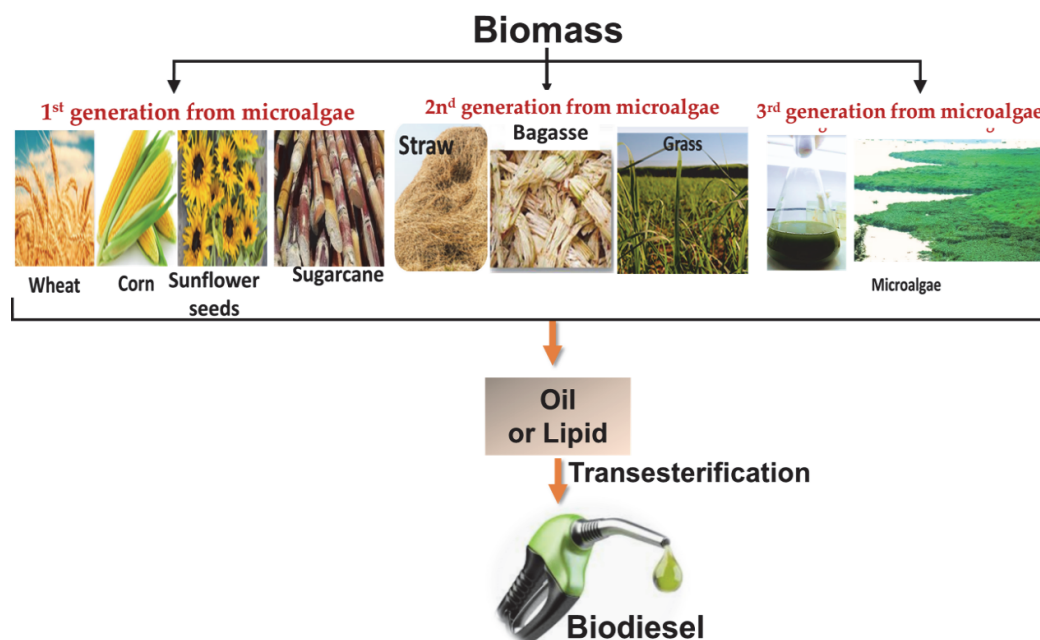 Biomass
1st generation from microalgae
2nd generation from microalgae
3rd generation from microalgae
Straw
Bagasse
Grass
Wheat
Corn
Sunflower
seeds
Sugarcane
Microalgae
Oil
or Lipid
Transesterification
Biodiesel